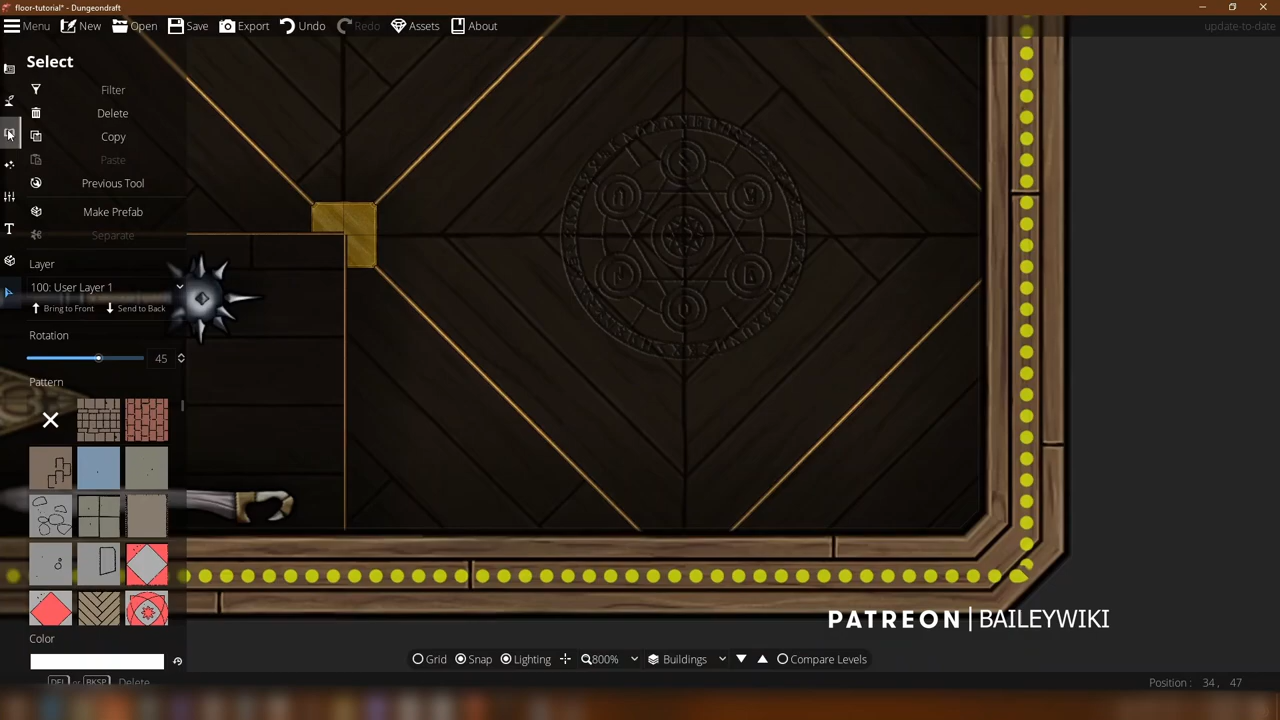 floor-tutorial* - Dungeondraft
Menu New Open Save Export Undo Redo Assets About update-to-date
Select
Filter
Delete
Copy
Paste
Previous Tool
Make Prefab
Separate
Layer
100: User Layer 1
Bring to Front Send to Back
Rotation
45
Pattern
Color
DEL or BKSP Delete
PATREON | BAILEYWIKI
Grid Snap Lighting 800% Buildings Compare Levels
Position : 34 , 47